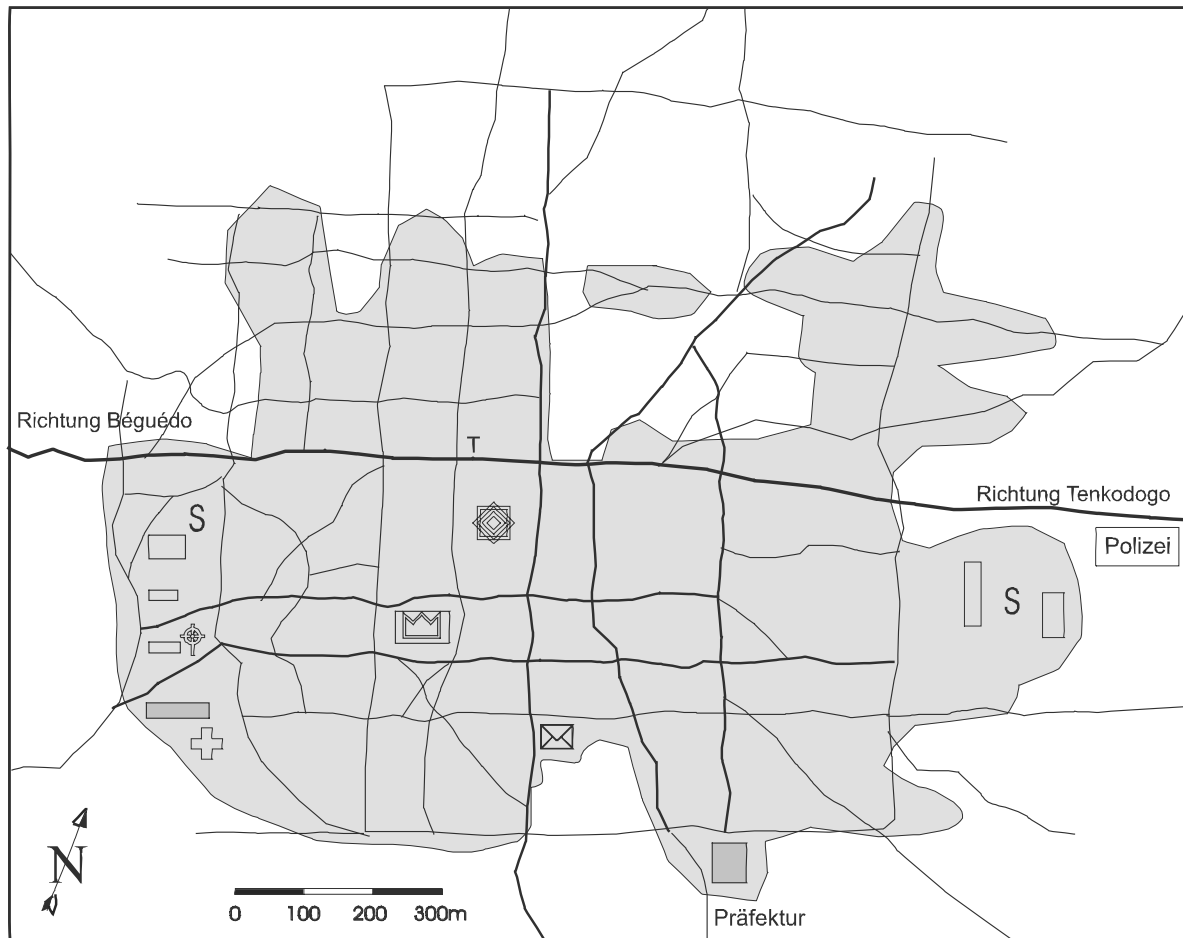 Richtung Béguédo
T
Richtung Tenkodogo
S
Polizei
S
N
0 100 200 300m
Präfektur